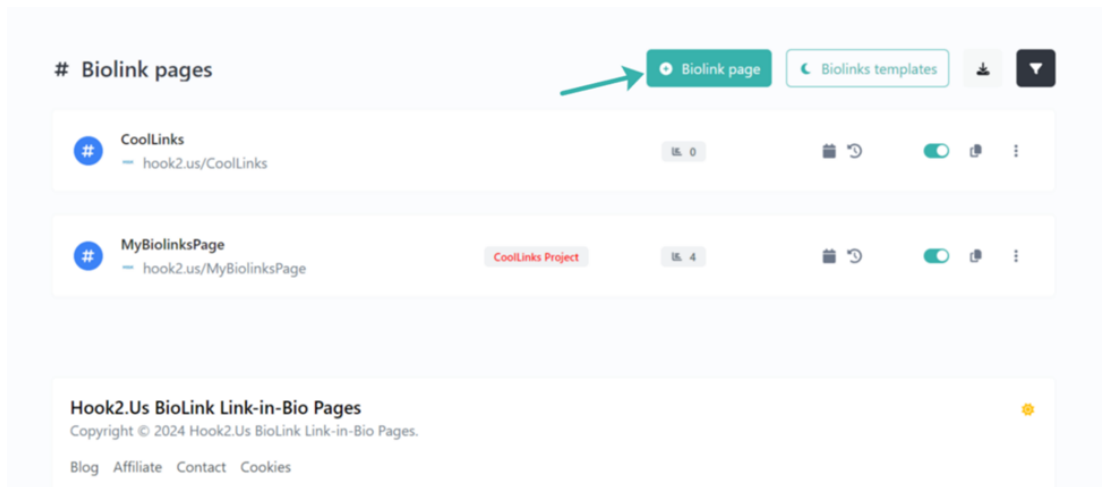 # Biolink pages
Biolink page
Biolinks templates
#
CoolLinks
hook2.us/CoolLinks
0
#
MyBiolinksPage
hook2.us/MyBiolinksPage
CoolLinks Project
4
Hook2.Us BioLink Link-in-Bio Pages
Copyright © 2024 Hook2.Us BioLink Link-in-Bio Pages.
Blog Affiliate Contact Cookies